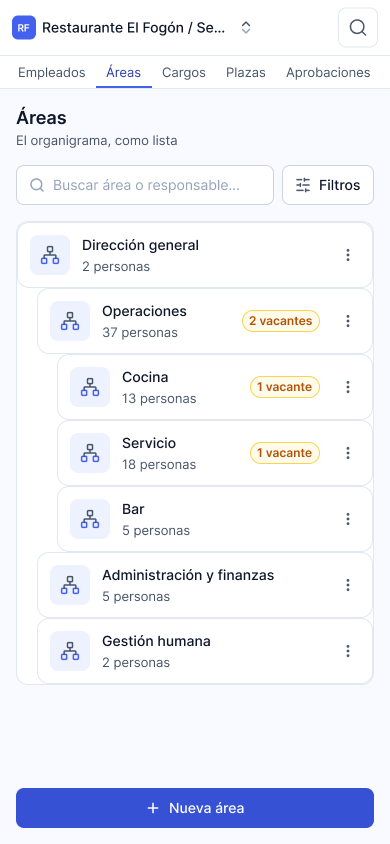 RF Restaurante El Fogón / Se...
Empleados Áreas Cargos Plazas Aprobaciones
Áreas
El organigrama, como lista
Buscar área o responsable... Filtros
Dirección general
2 personas
Operaciones
37 personas
2 vacantes
Cocina
13 personas
1 vacante
Servicio
18 personas
1 vacante
Bar
5 personas
Administración y finanzas
5 personas
Gestión humana
2 personas
+ Nueva área